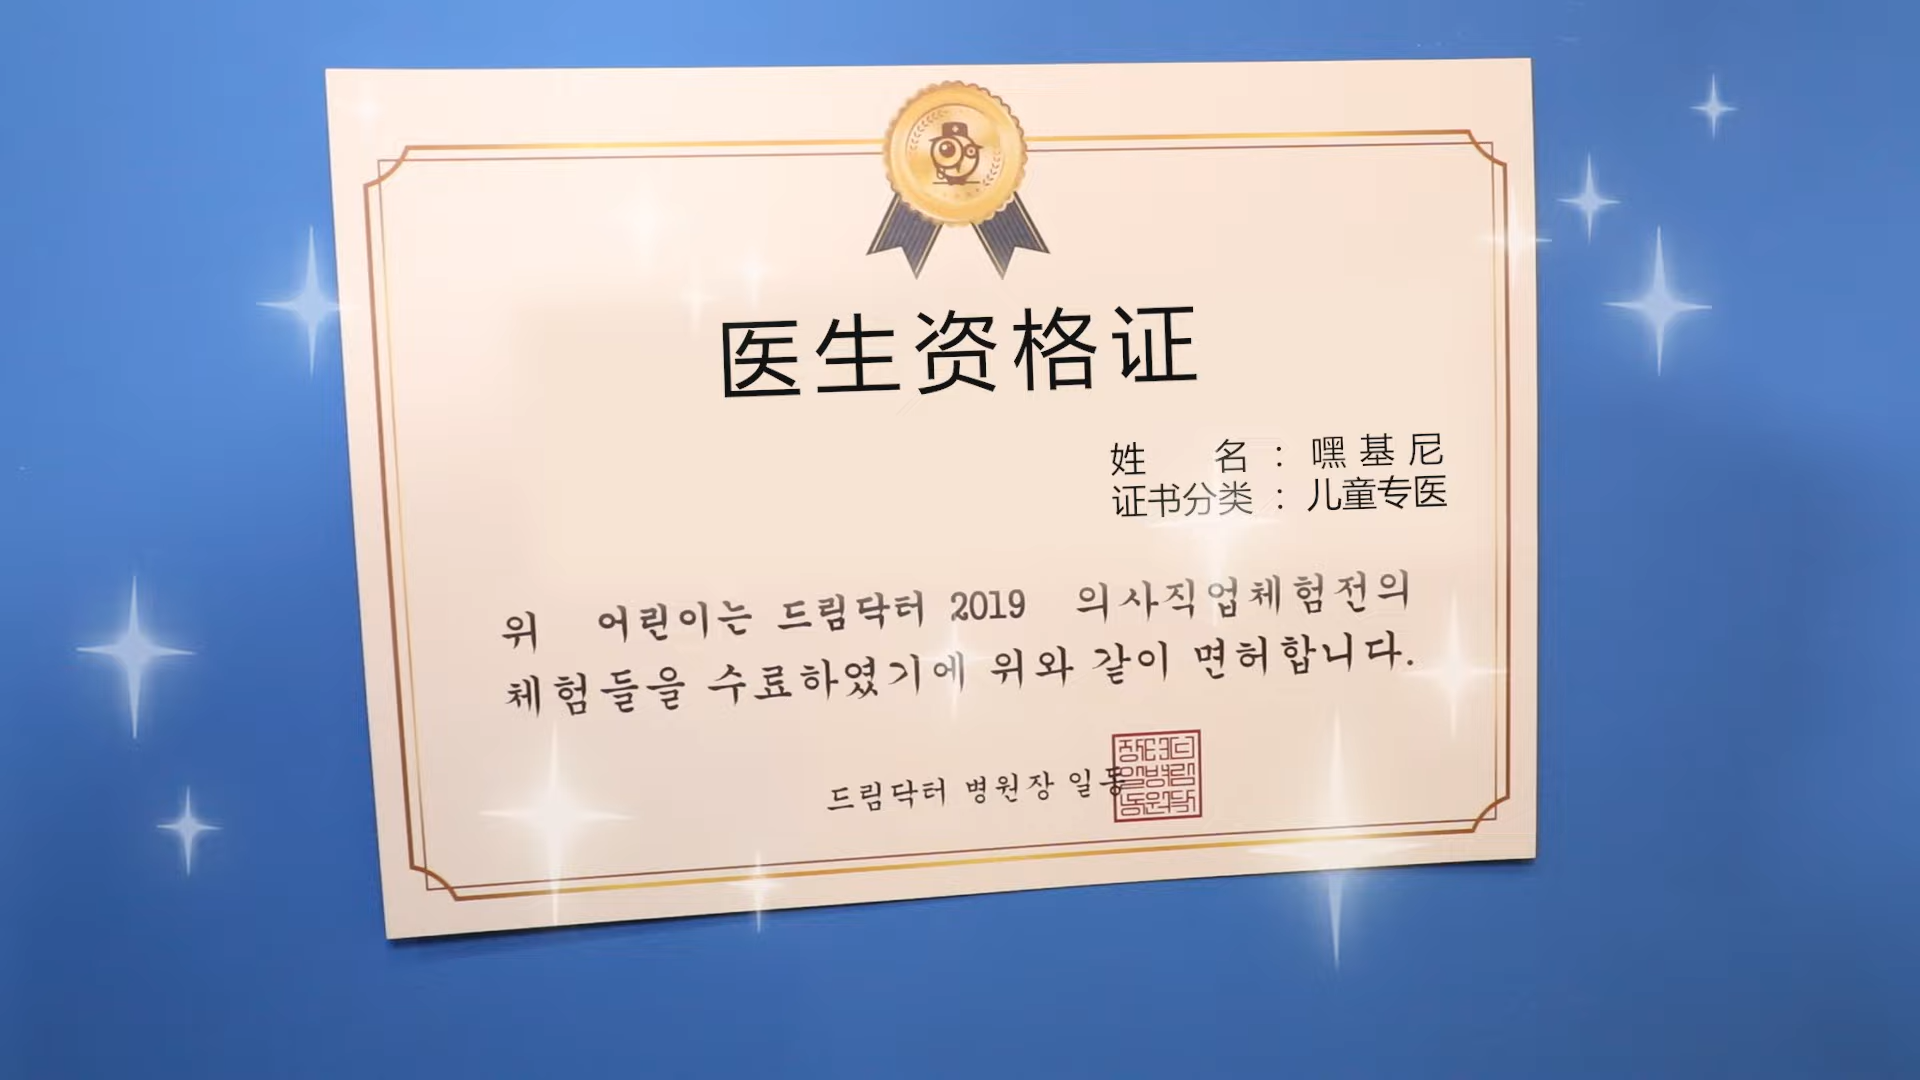 医生资格证
姓 名 : 嘿基尼
证书分类 : 儿童专医
위 어린이는 드림닥터 2019 의사직업체험전의
체험들을 수료하였기에 위와 같이 면허합니다.
드림닥터 병원장 일동